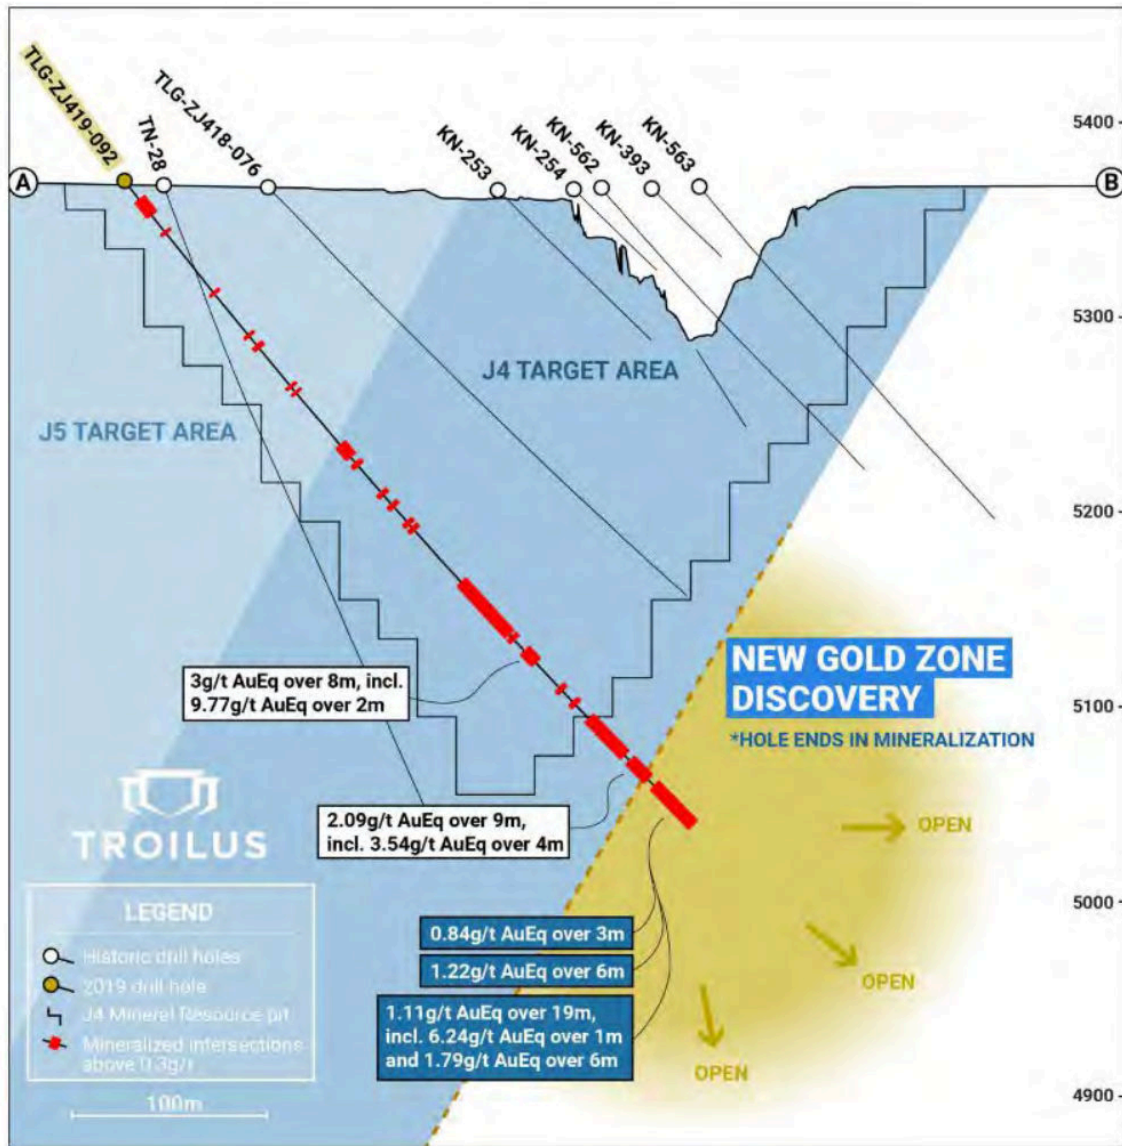 TLG-ZJ419-092
TN-28
TLG-ZJ418-076
KN-253
KN-254
KN-562
KN-393
KN-563
A
B
5400
5300
5200
5100
5000
4900
J4 TARGET AREA
J5 TARGET AREA
NEW GOLD ZONE
DISCOVERY
*HOLE ENDS IN MINERALIZATION
3g/t AuEq over 8m, incl.
9.77g/t AuEq over 2m
2.09g/t AuEq over 9m,
incl. 3.54g/t AuEq over 4m
0.84g/t AuEq over 3m
1.22g/t AuEq over 6m
1.11g/t AuEq over 19m,
incl. 6.24g/t AuEq over 1m
and 1.79g/t AuEq over 6m
OPEN
OPEN
OPEN
TROILUS
LEGEND
Historic drill holes
2019 drill hole
J4 Mineral Resource pit
Mineralized intersections
above 0.3g/t
100m